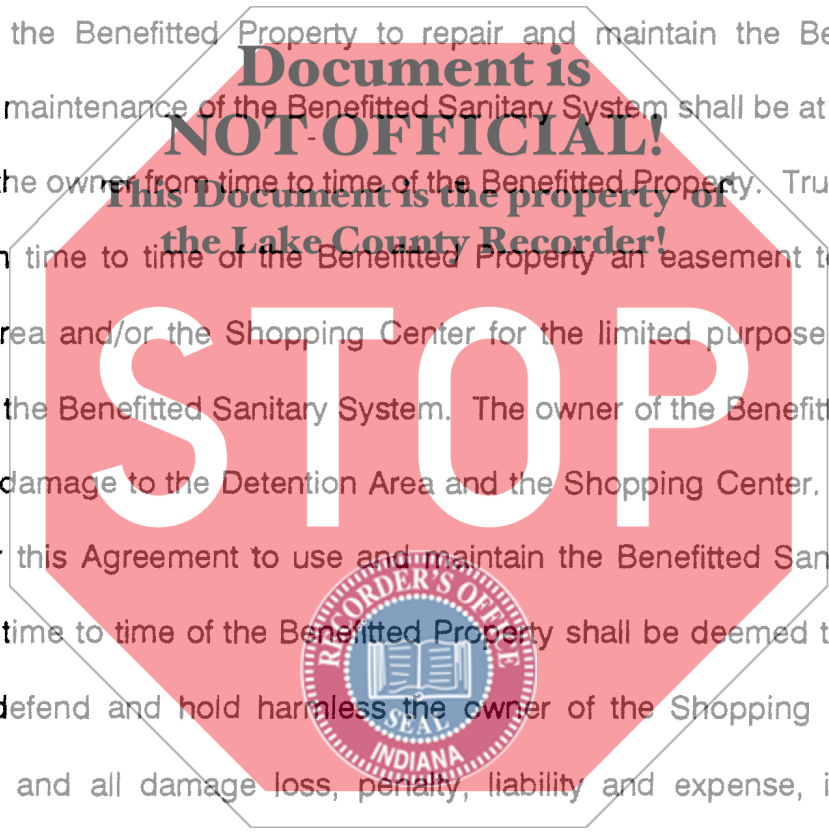 the Benefitted Property to repair and maintain the Be
Document is
maintenance of the Benefitted Sanitary System shall be at
NOT OFFICIAL!
he owner from time to time of the Benefitted Property. Tru
This Document is the property of
the Lake County Recorder!
time to time of the Benefitted Property an easement t
rea and/or the Shopping Center for the limited purpose
STOP
the Benefitted Sanitary System. The owner of the Benefitt
damage to the Detention Area and the Shopping Center.
this Agreement to use and maintain the Benefitted San
RECORDER'S OFFICE
time to time of the Benefitted Property shall be deemed t
defend and hold harmless the owner of the Shopping
SEAL
INDIANA
and all damage loss, penalty, liability and expense, i